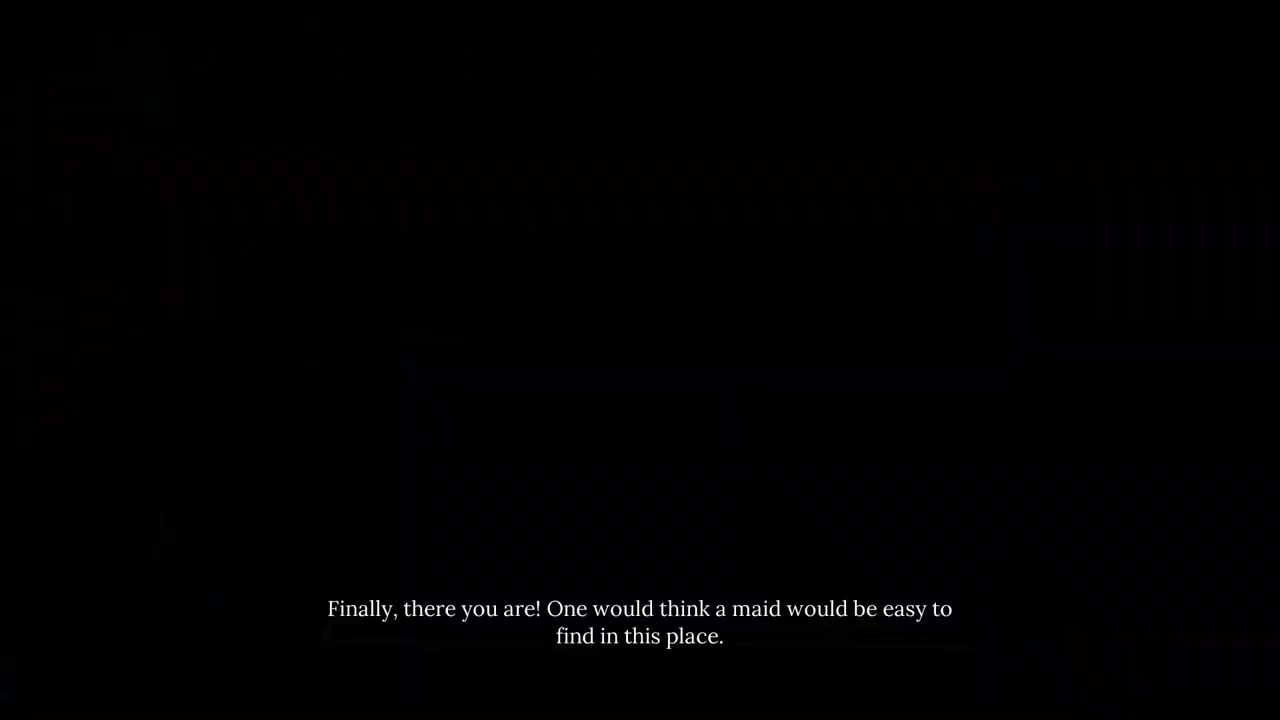 Finally, there you are! One would think a maid would be easy to
find in this place.